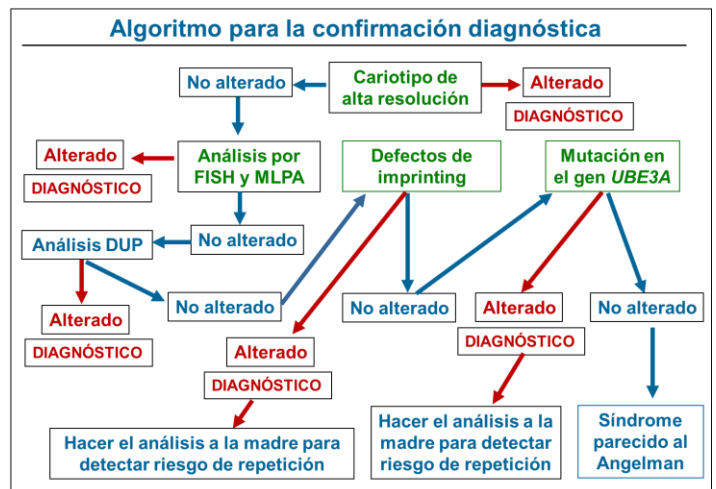 Algoritmo para la confirmación diagnóstica
No alterado
Cariotipo de
alta resolución
Alterado
DIAGNÓSTICO
Alterado
DIAGNÓSTICO
Análisis por
FISH y MLPA
Defectos de
imprinting
Mutación en
el gen UBE3A
Análisis DUP
No alterado
Alterado
DIAGNÓSTICO
No alterado
Alterado
DIAGNÓSTICO
No alterado
Alterado
DIAGNÓSTICO
No alterado
Hacer el análisis a la madre para
detectar riesgo de repetición
Hacer el análisis a la
madre para detectar
riesgo de repetición
Síndrome
parecido al
Angelman